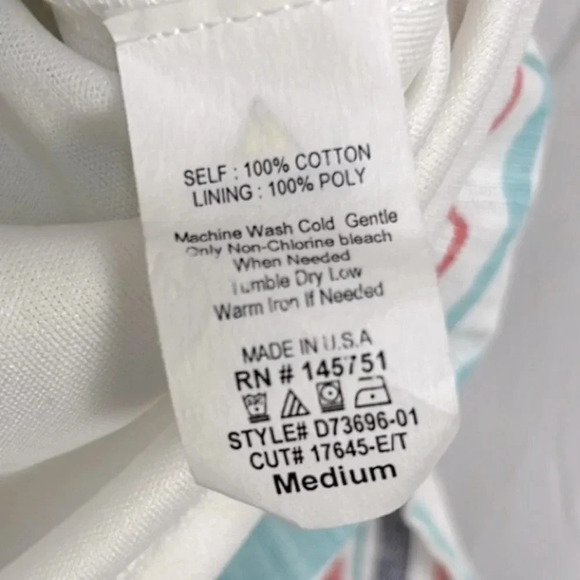 SELF : 100% COTTON
LINING : 100% POLY
Machine Wash Cold Gentle
Only Non-Chlorine bleach
When Needed
Tumble Dry Low
Warm Iron If Needed
MADE IN U.S.A
RN # 145751
STYLE# D73696-01
CUT# 17645-E/T
Medium